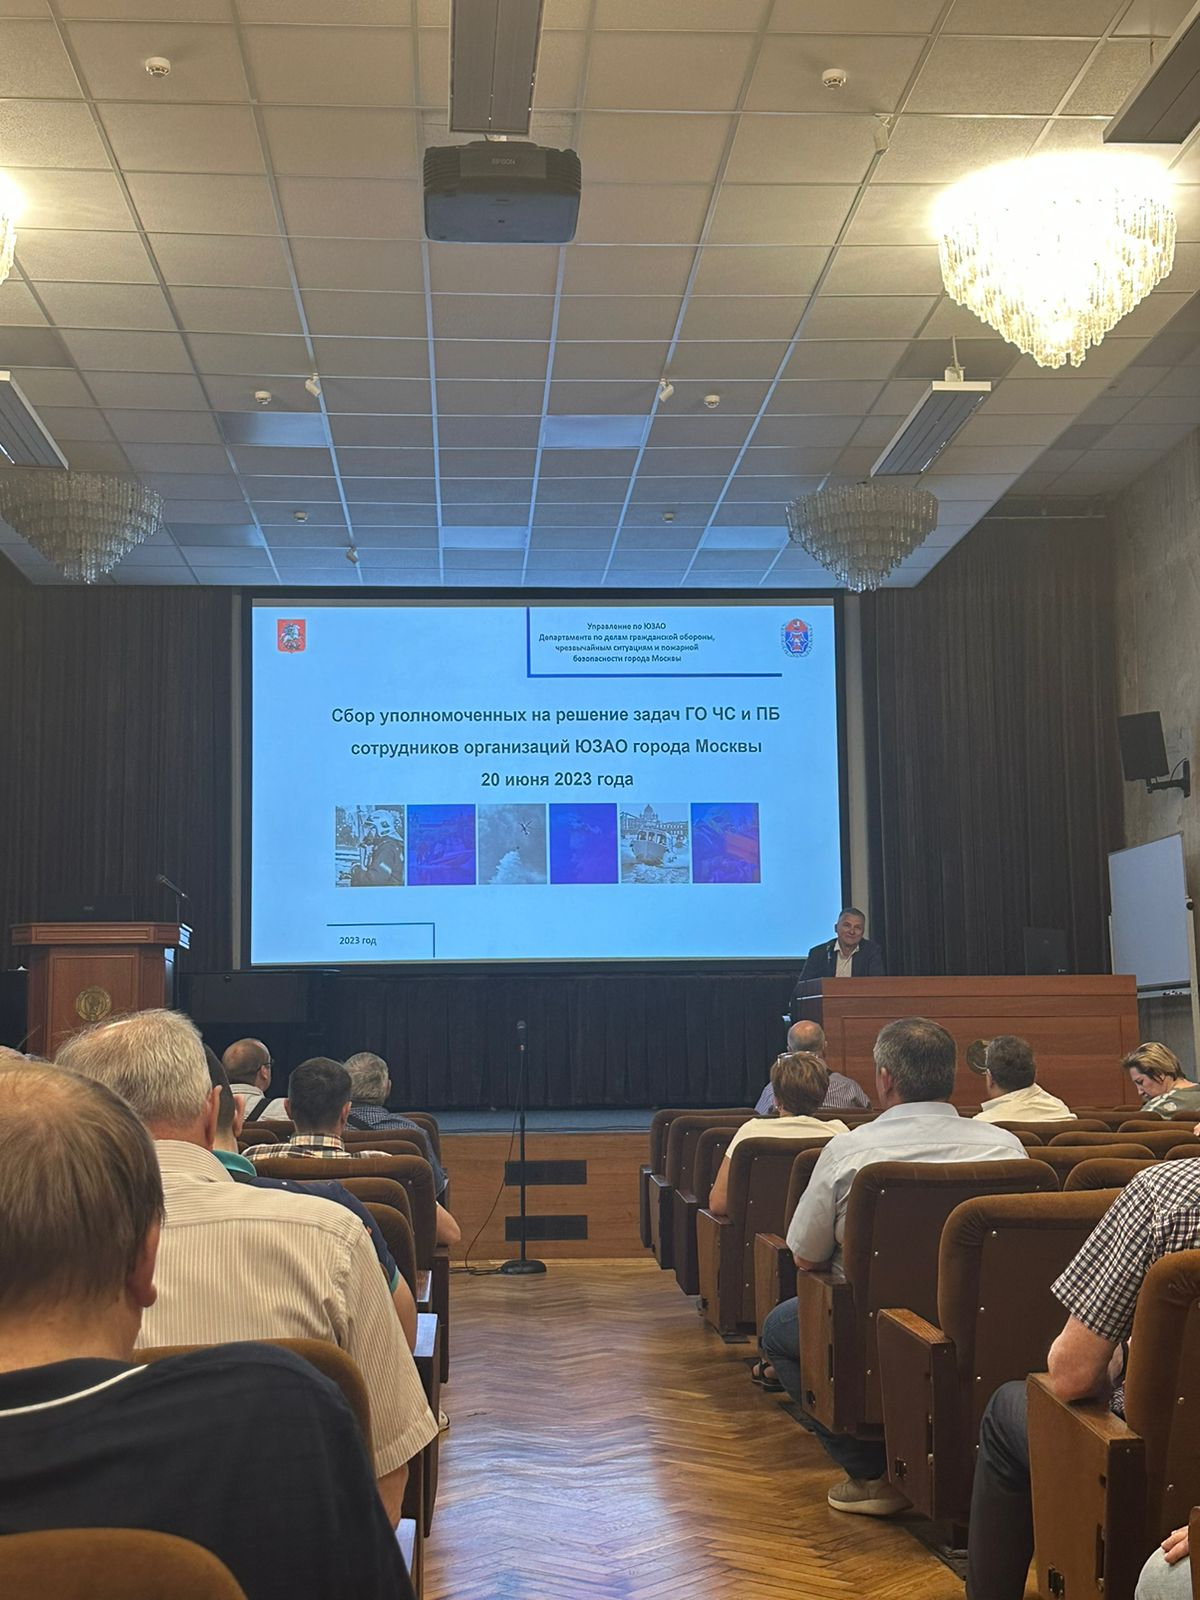 EPSON
Управление по ЮЗАО
Департамента по делам гражданской обороны,
чрезвычайным ситуациям и пожарной
безопасности города Москвы
Сбор уполномоченных на решение задач ГО ЧС и ПБ
сотрудников организаций ЮЗАО города Москвы
20 июня 2023 года
2023 год